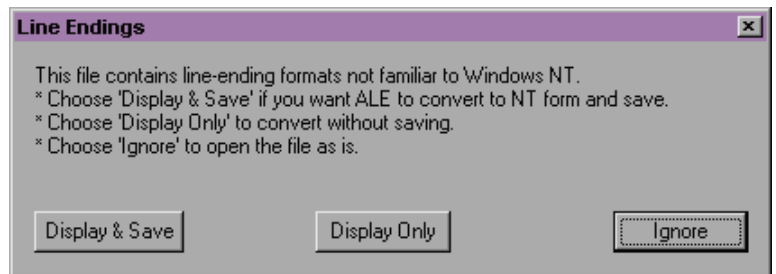 Line Endings
This file contains line-ending formats not familiar to Windows NT.
* Choose 'Display & Save' if you want ALE to convert to NT form and save.
* Choose 'Display Only' to convert without saving.
* Choose 'Ignore' to open the file as is.
Display & Save Display Only Ignore